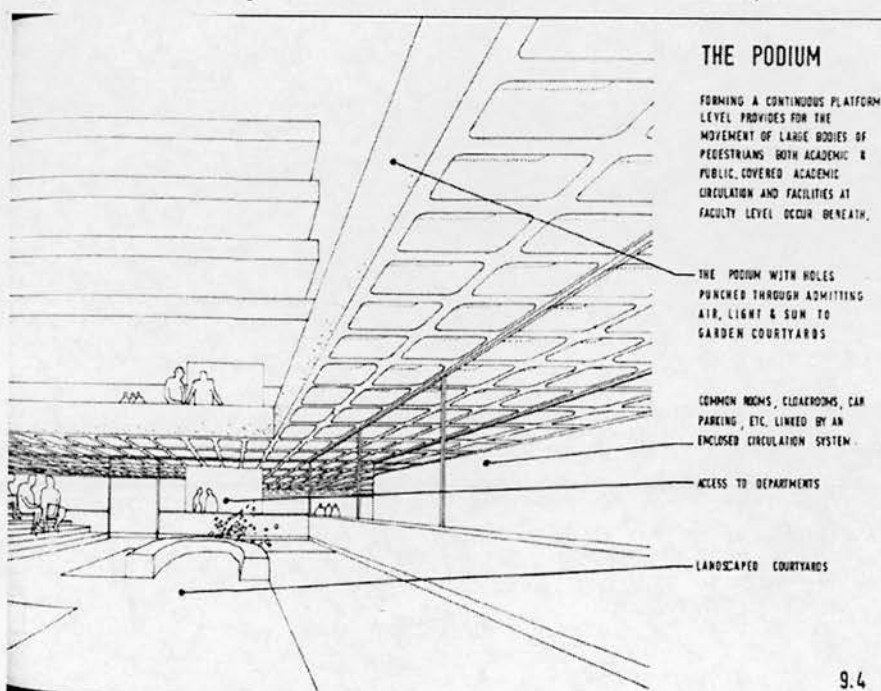 THE PODIUM
FORMING A CONTINUOUS PLATFORM
LEVEL PROVIDES FOR THE
MOVEMENT OF LARGE BODIES OF
PEDESTRIANS BOTH ACADEMIC &
PUBLIC, COVERED ACADEMIC
CIRCULATION AND FACILITIES AT
FACULTY LEVEL OCCUR BENEATH,
THE PODIUM WITH HOLES
PUNCHED THROUGH ADMITTING
AIR, LIGHT & SUN TO
GARDEN COURTYARDS
COMMON ROOMS, CLOAKROOMS, CAR
PARKING, ETC. LINKED BY AN
ENCLOSED CIRCULATION SYSTEM.
ACCESS TO DEPARTMENTS
LANDSCAPED COURTYARDS
9.4